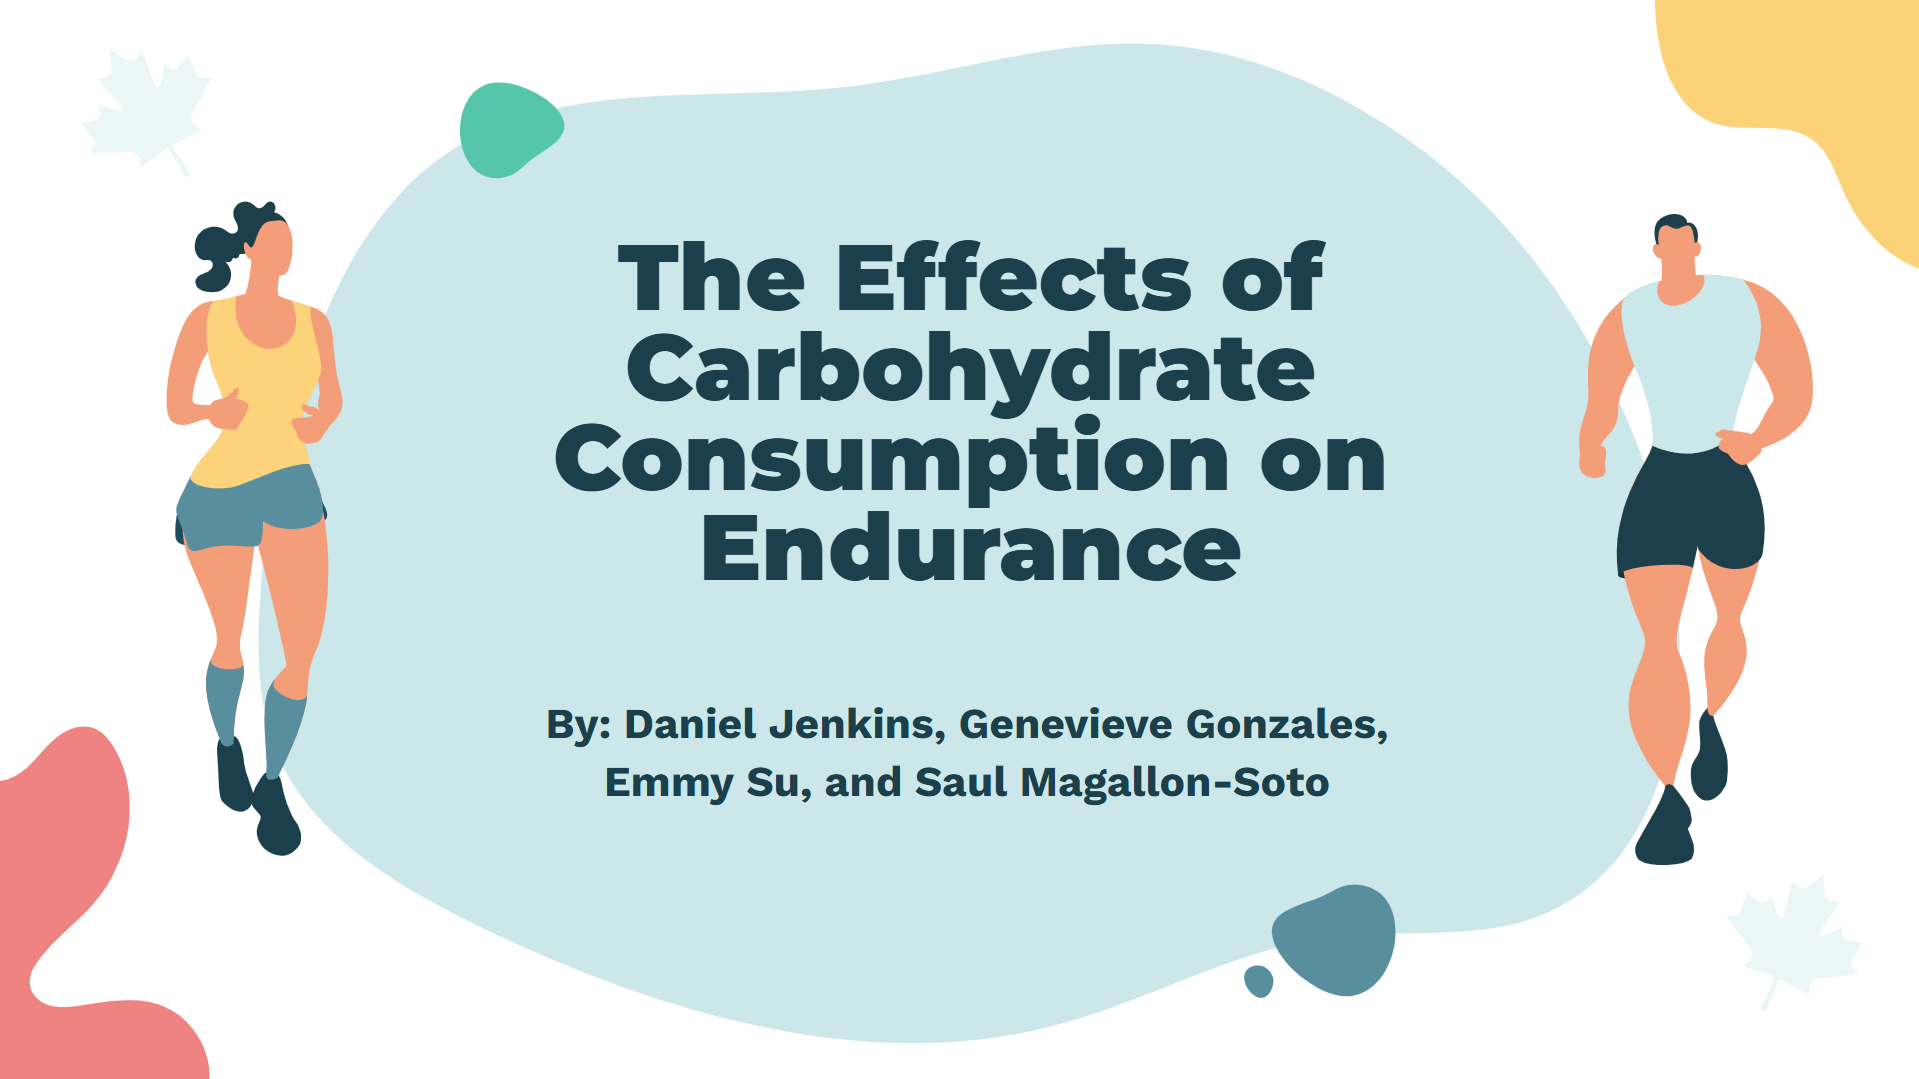 The Effects of
Carbohydrate
Consumption on
Endurance
By: Daniel Jenkins, Genevieve Gonzales,
Emmy Su, and Saul Magallon-Soto